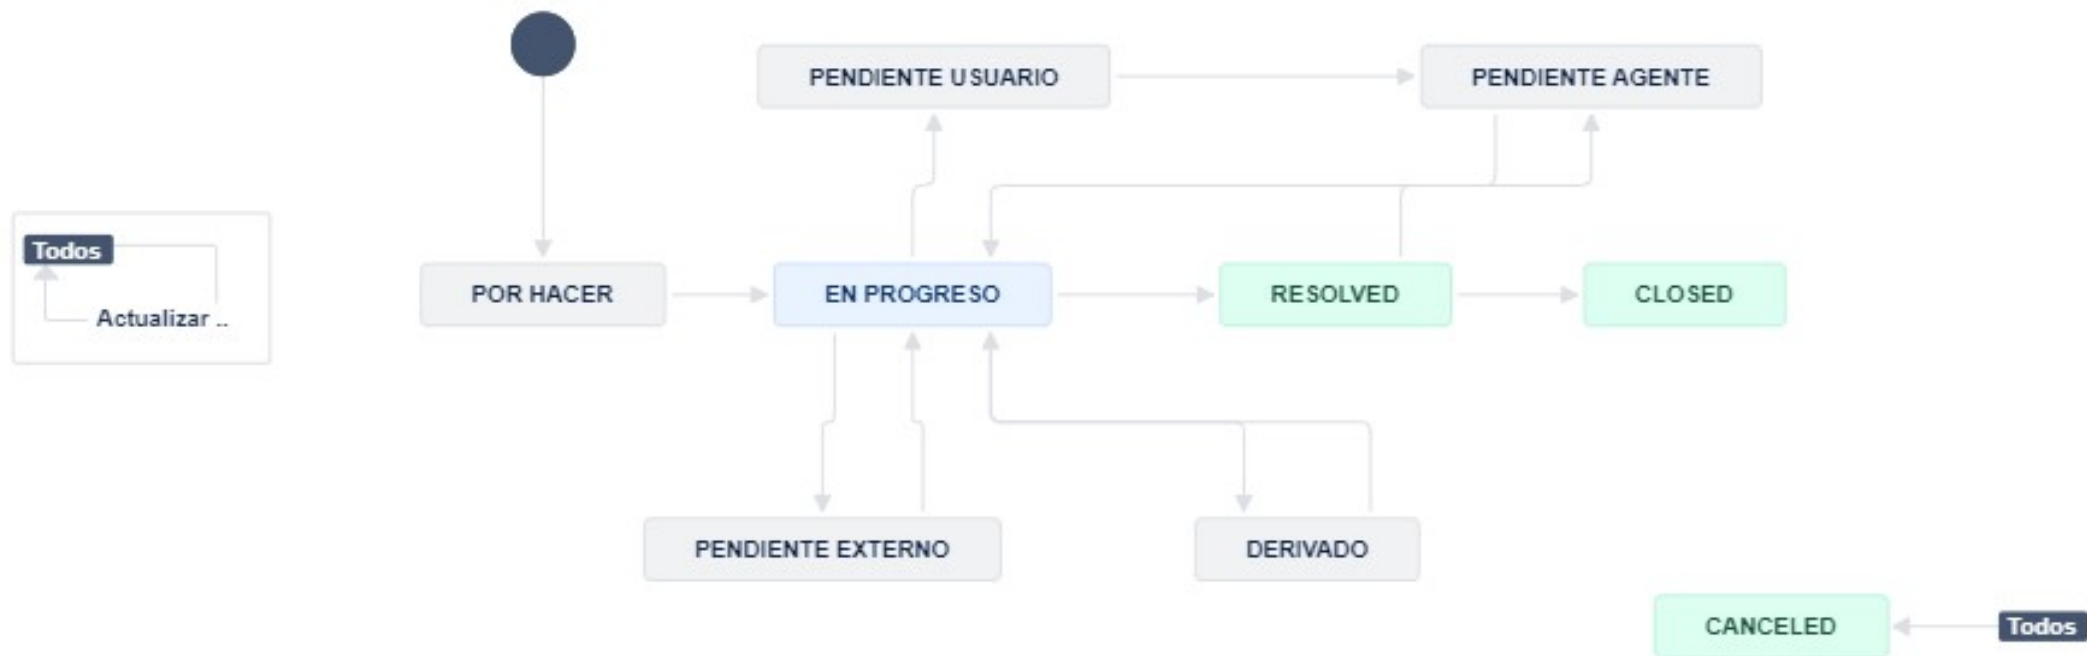 PENDIENTE USUARIO
PENDIENTE AGENTE
Todos
Actualizar ..
POR HACER
EN PROGRESO
RESOLVED
CLOSED
PENDIENTE EXTERNO
DERIVADO
CANCELED
Todos